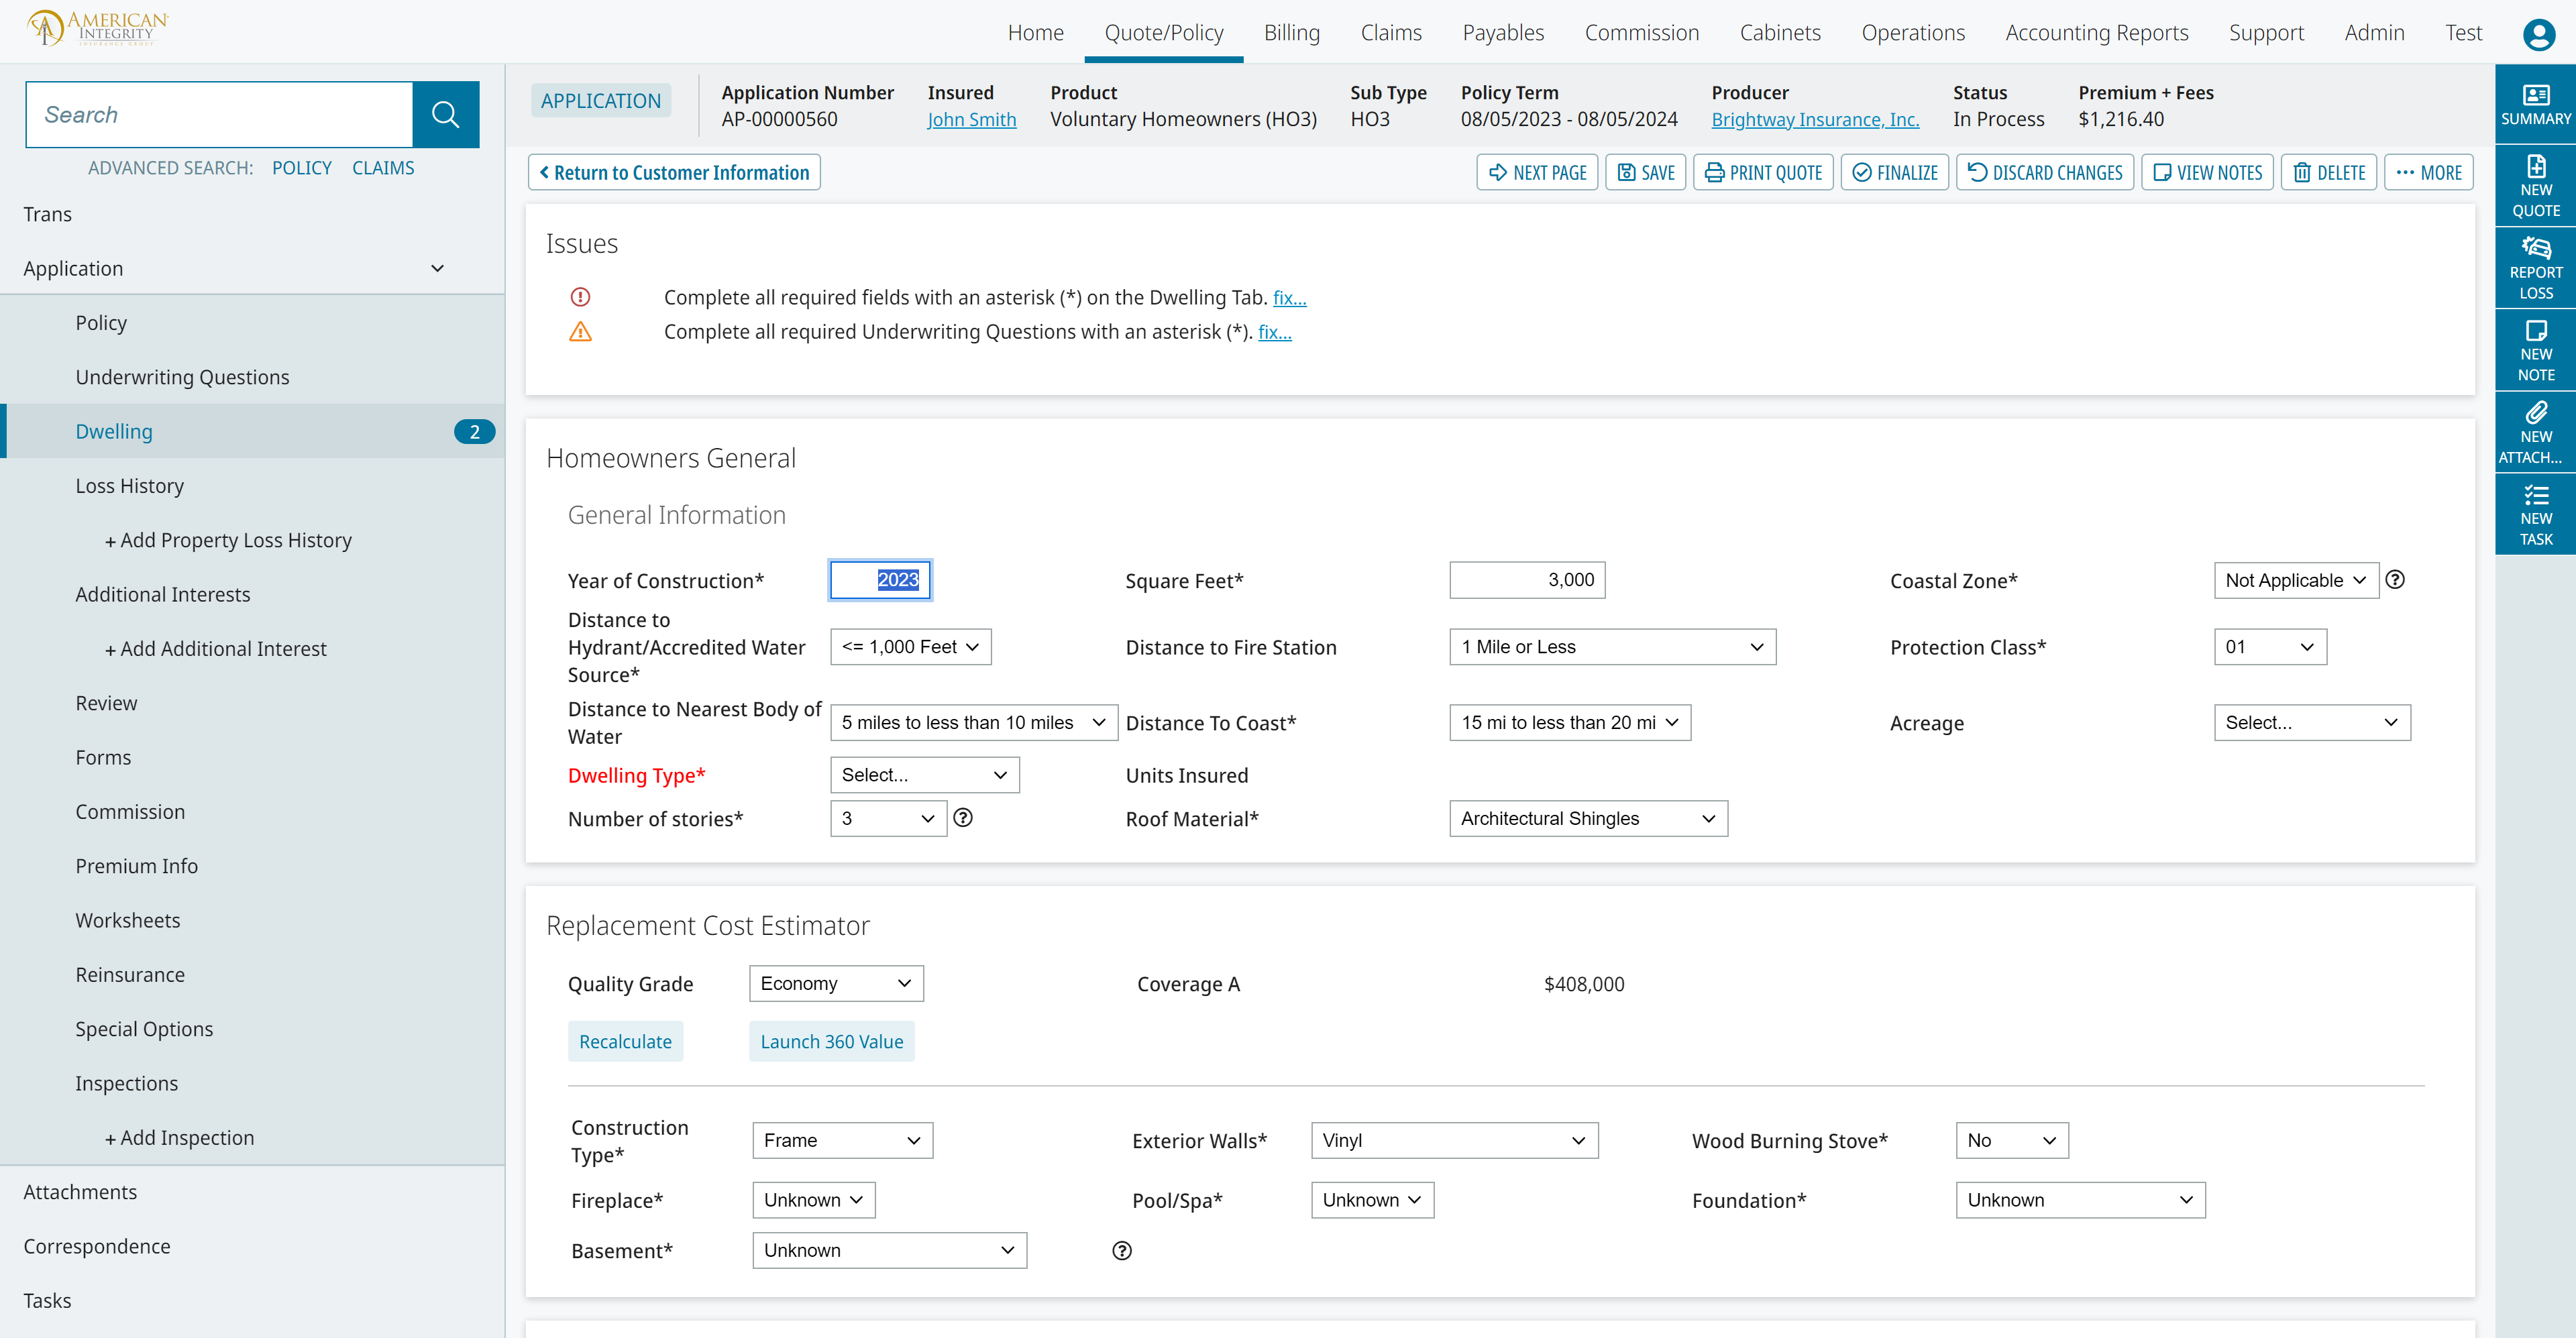 AMERICAN
INTEGRITY
INSURANCE GROUP
Home Quote/Policy Billing Claims Payables Commission Cabinets Operations Accounting Reports Support Admin Test
Search
ADVANCED SEARCH: POLICY CLAIMS
Trans
Application
Policy
Underwriting Questions
Dwelling 2
Loss History
+ Add Property Loss History
Additional Interests
+ Add Additional Interest
Review
Forms
Commission
Premium Info
Worksheets
Reinsurance
Special Options
Inspections
+ Add Inspection
Attachments
Correspondence
Tasks
APPLICATION
Application Number Insured Product Sub Type Policy Term Producer Status Premium + Fees
AP-00000560 John Smith Voluntary Homeowners (HO3) HO3 08/05/2023 - 08/05/2024 Brightway Insurance, Inc. In Process $1,216.40
Return to Customer Information
NEXT PAGE SAVE PRINT QUOTE FINALIZE DISCARD CHANGES VIEW NOTES DELETE ... MORE
Issues
Complete all required fields with an asterisk (*) on the Dwelling Tab. fix...
Complete all required Underwriting Questions with an asterisk (*). fix...
Homeowners General
General Information
Year of Construction* 2023 Square Feet* 3,000 Coastal Zone* Not Applicable ?
Distance to
Hydrant/Accredited Water
Source* <= 1,000 Feet Distance to Fire Station 1 Mile or Less Protection Class* 01
Distance to Nearest Body of
Water 5 miles to less than 10 miles Distance To Coast* 15 mi to less than 20 mi Acreage Select...
Dwelling Type* Select... Units Insured
Number of stories* 3 ? Roof Material* Architectural Shingles
Replacement Cost Estimator
Quality Grade Economy Coverage A $408,000
Recalculate Launch 360 Value
Construction
Type* Frame Exterior Walls* Vinyl Wood Burning Stove* No
Fireplace* Unknown Pool/Spa* Unknown Foundation* Unknown
Basement* Unknown ?
SUMMARY
NEW
QUOTE
REPORT
LOSS
NEW
NOTE
NEW
ATTACH...
NEW
TASK